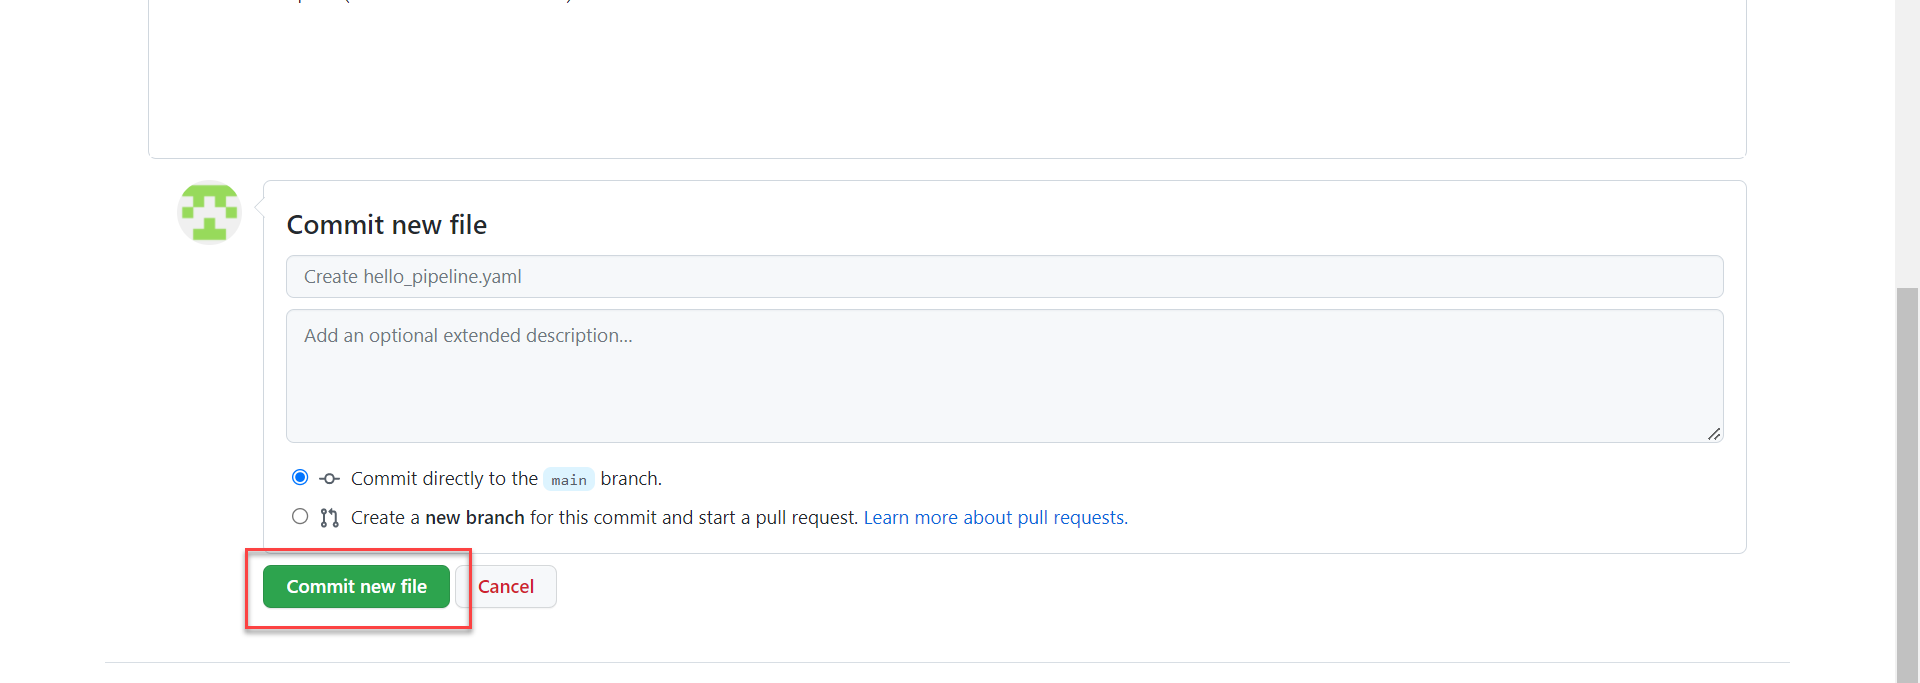 Commit new file
Create hello_pipeline.yaml
Add an optional extended description...
Commit directly to the main branch.
Create a new branch for this commit and start a pull request. Learn more about pull requests.
Commit new file
Cancel